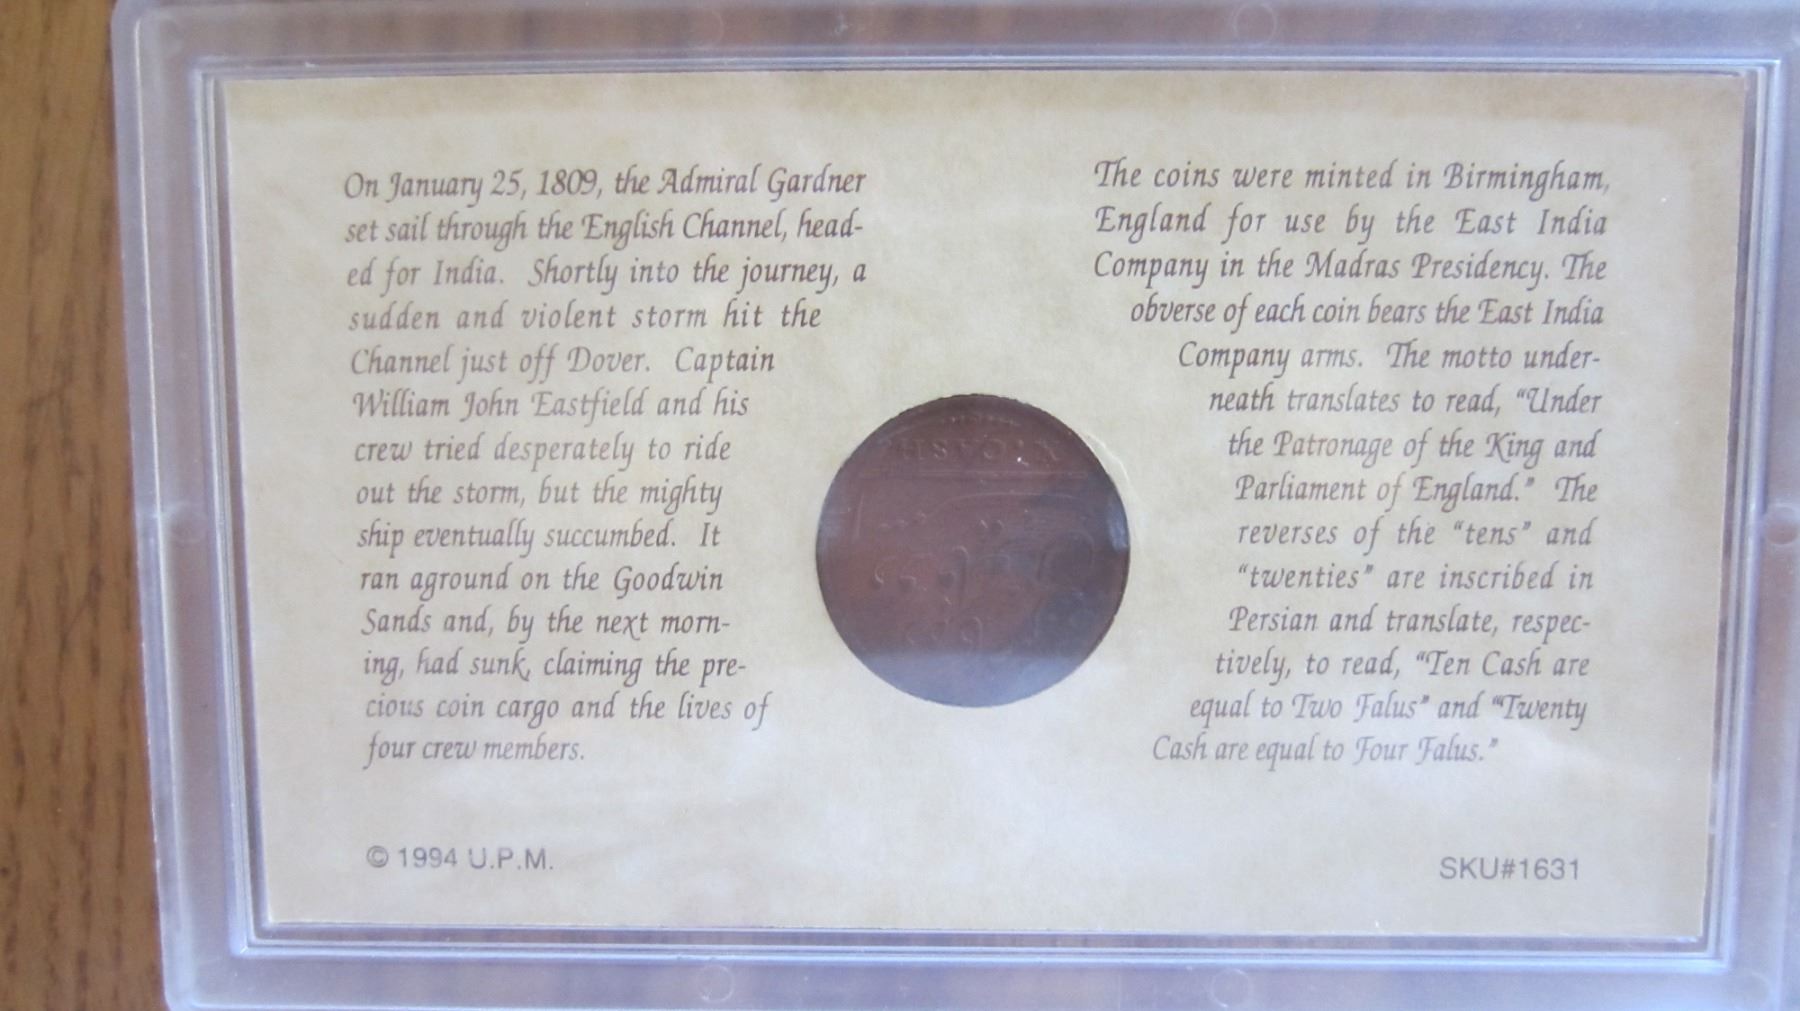 On January 25, 1809, the Admiral Gardner
set sail through the English Channel, head-
ed for India. Shortly into the journey, a
sudden and violent storm hit the
Channel just off Dover. Captain
William John Eastfield and his
crew tried desperately to ride
out the storm, but the mighty
ship eventually succumbed. It
ran aground on the Goodwin
Sands and, by the next morn-
ing, had sunk, claiming the pre-
cious coin cargo and the lives of
four crew members.
© 1994 U.P.M.
The coins were minted in Birmingham,
England for use by the East India
Company in the Madras Presidency. The
obverse of each coin bears the East India
Company arms. The motto under-
neath translates to read, “Under
the Patronage of the King and
Parliament of England.” The
reverses of the “tens” and
“twenties” are inscribed in
Persian and translate, respec-
tively, to read, “Ten Cash are
equal to Two Falus” and “Twenty
Cash are equal to Four Falus.”
SKU#1631